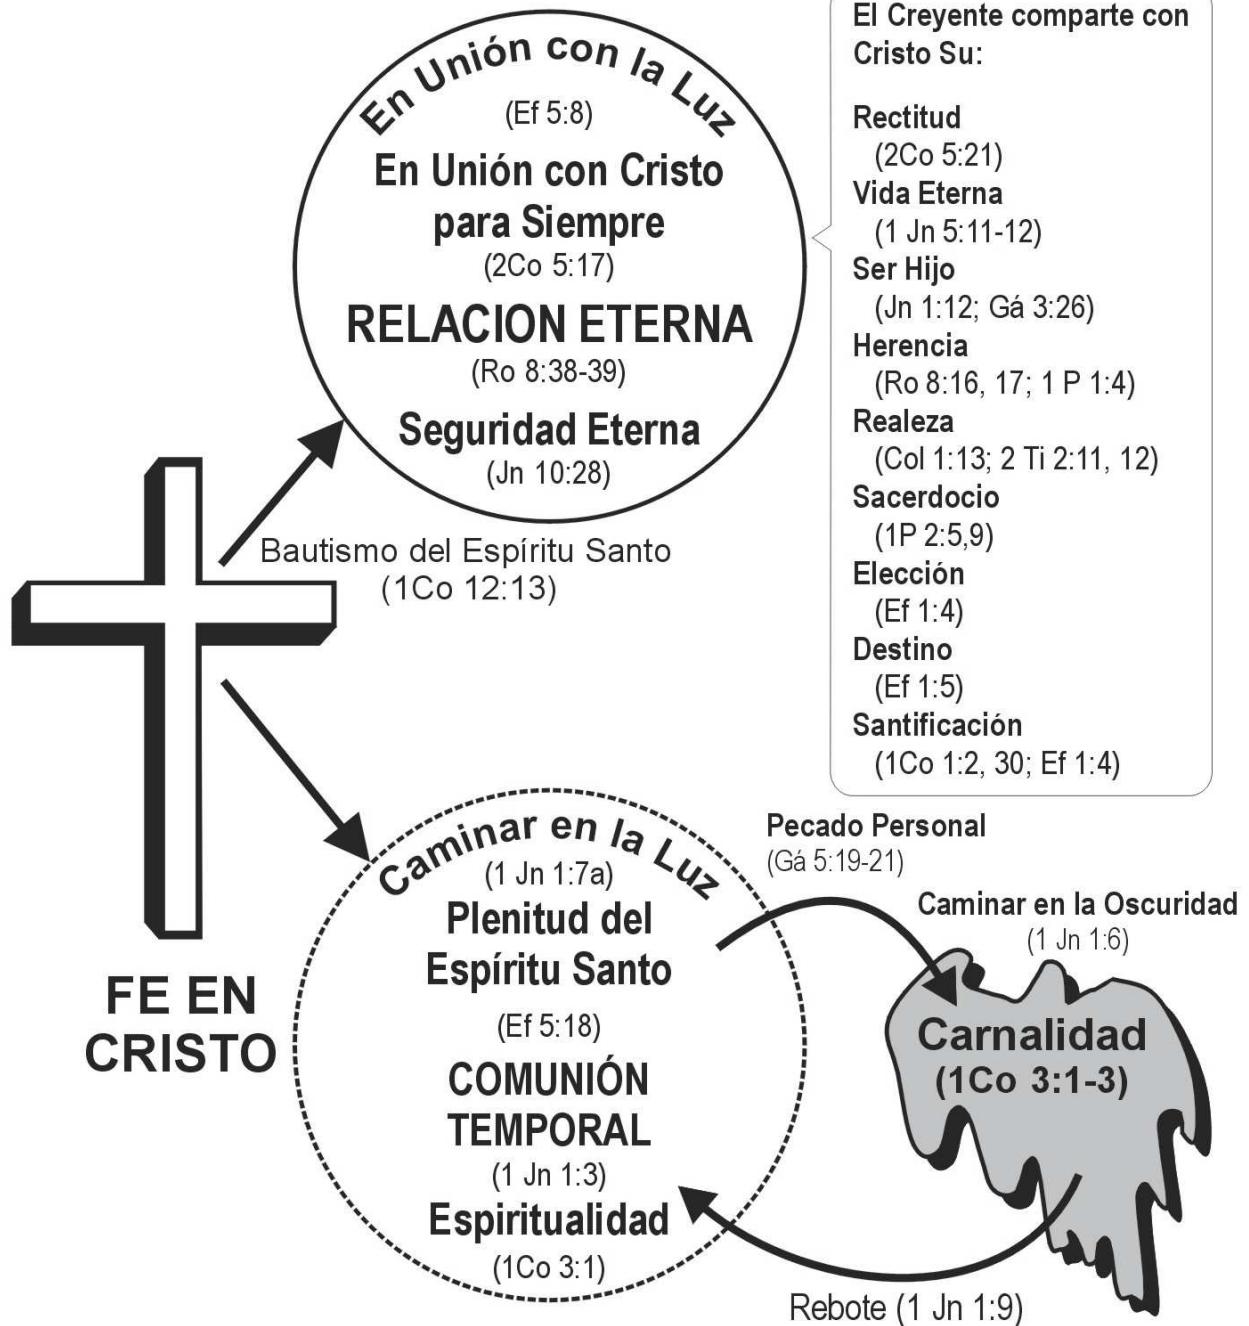 En Unión con la Luz
(Ef 5:8)
En Unión con Cristo
para Siempre
(2Co 5:17)
RELACION ETERNA
(Ro 8:38-39)
Seguridad Eterna
(Jn 10:28)
El Creyente comparte con
Cristo Su:
Rectitud
(2Co 5:21)
Vida Eterna
(1 Jn 5:11-12)
Ser Hijo
(Jn 1:12; Gá 3:26)
Herencia
(Ro 8:16, 17; 1 P 1:4)
Realeza
(Col 1:13; 2 Ti 2:11, 12)
Sacerdocio
(1P 2:5,9)
Elección
(Ef 1:4)
Destino
(Ef 1:5)
Santificación
(1Co 1:2, 30; Ef 1:4)
Bautismo del Espíritu Santo
(1Co 12:13)
FE EN
CRISTO
Caminar en la Luz
(1 Jn 1:7a)
Plenitud del
Espíritu Santo
(Ef 5:18)
COMUNIÓN
TEMPORAL
(1 Jn 1:3)
Espiritualidad
(1Co 3:1)
Pecado Personal
(Gá 5:19-21)
Caminar en la Oscuridad
(1 Jn 1:6)
Carnalidad
(1Co 3:1-3)
Rebote (1 Jn 1:9)